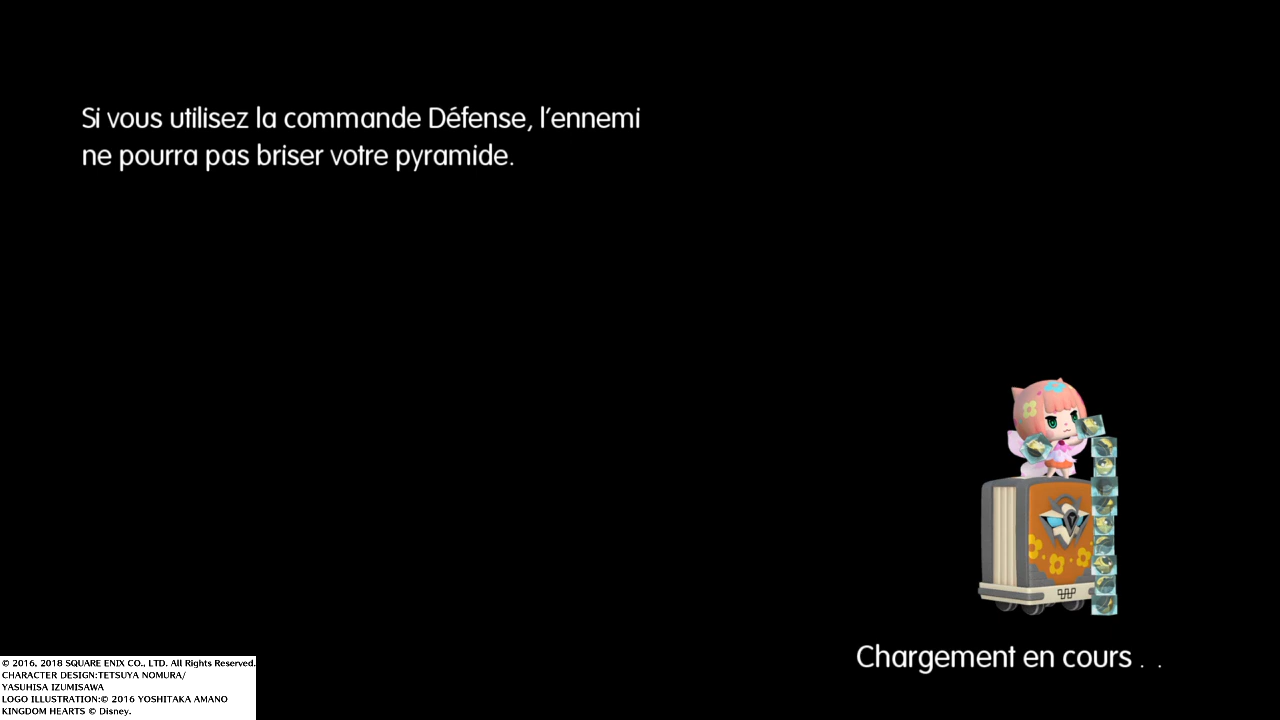 Si vous utilisez la commande Défense, l'ennemi
ne pourra pas briser votre pyramide.
Chargement en cours . .
© 2016, 2018 SQUARE ENIX CO., LTD. All Rights Reserved.
CHARACTER DESIGN:TETSUYA NOMURA/
YASUHISA IZUMISAWA
LOGO ILLUSTRATION:© 2016 YOSHITAKA AMANO
KINGDOM HEARTS © Disney.